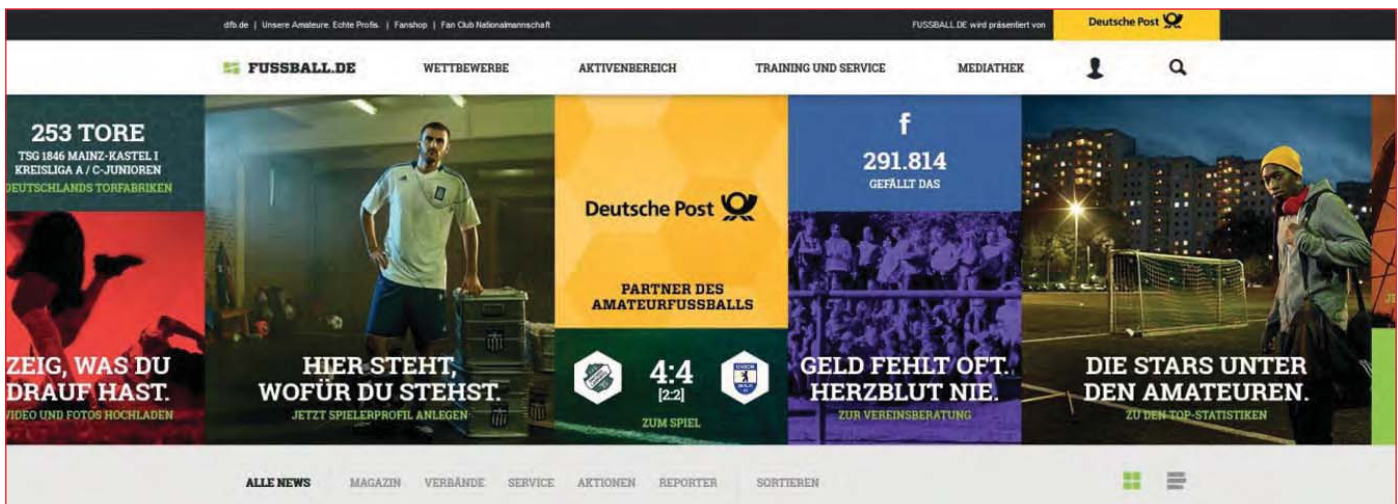 dfb.de | Unsere Amateure. Echte Profis. | Fanshop | Fan Club Nationalmannschaft
FUSSBALL.DE wird präsentiert von
Deutsche Post
FUSSBALL.DE
WETTBEWERBE
AKTIVENBEREICH
TRAINING UND SERVICE
MEDIATHEK
253 TORE
TSG 1846 MAINZ-KASTEL I
KREISLIGA A / C-JUNIOREN
DEUTSCHLANDS TORFABRIKEN
ZEIG, WAS DU
DRAUF HAST.
VIDEO UND FOTOS HOCHLADEN
HIER STEHT,
WOFÜR DU STEHST.
JETZT SPIELERPROFIL ANLEGEN
Deutsche Post
PARTNER DES
AMATEURFUSSBALLS
4:4
[2:2]
ZUM SPIEL
f
291.814
GEFÄLLT DAS
GELD FEHLT OFT.
HERZBLUT NIE.
ZUR VEREINSBERATUNG
DIE STARS UNTER
DEN AMATEUREN.
ZU DEN TOP-STATISTIKEN
ALLE NEWS
MAGAZIN
VERBÄNDE
SERVICE
AKTIONEN
REPORTER
SORTIEREN